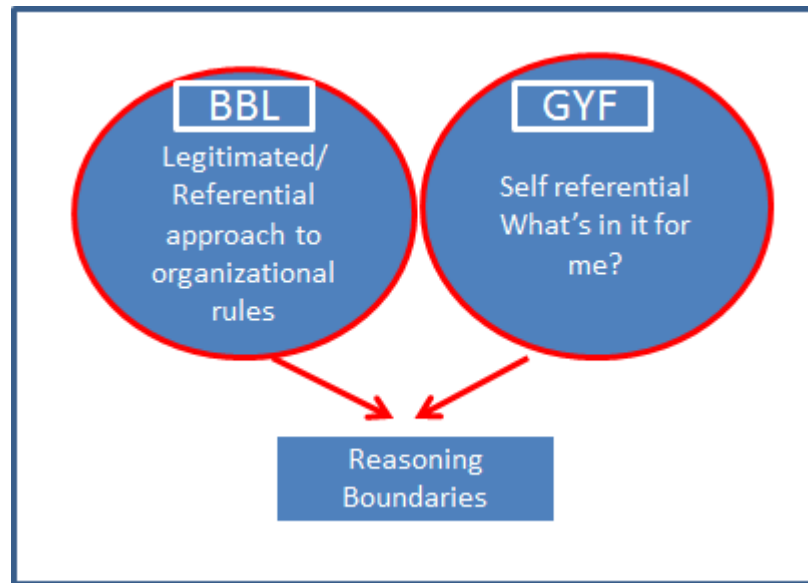 BBL
Legitimated/
Referential
approach to
organizational
rules
GYF
Self referential
What's in it for
me?
Reasoning
Boundaries